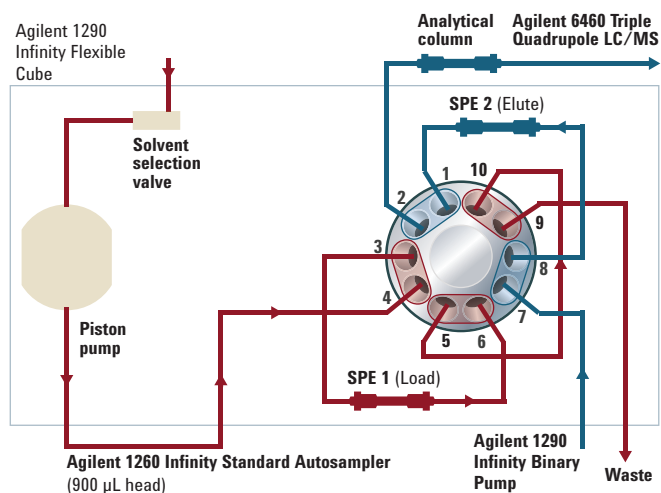 Agilent 1290
Infinity Flexible
Cube
Analytical
column
Agilent 6460 Triple
Quadrupole LC/MS
SPE 2 (Elute)
Solvent
selection
valve
1
10
2
9
3
8
4
7
5
6
Piston
pump
SPE 1 (Load)
Agilent 1260 Infinity Standard Autosampler
(900 µL head)
Agilent 1290
Infinity Binary
Pump
Waste